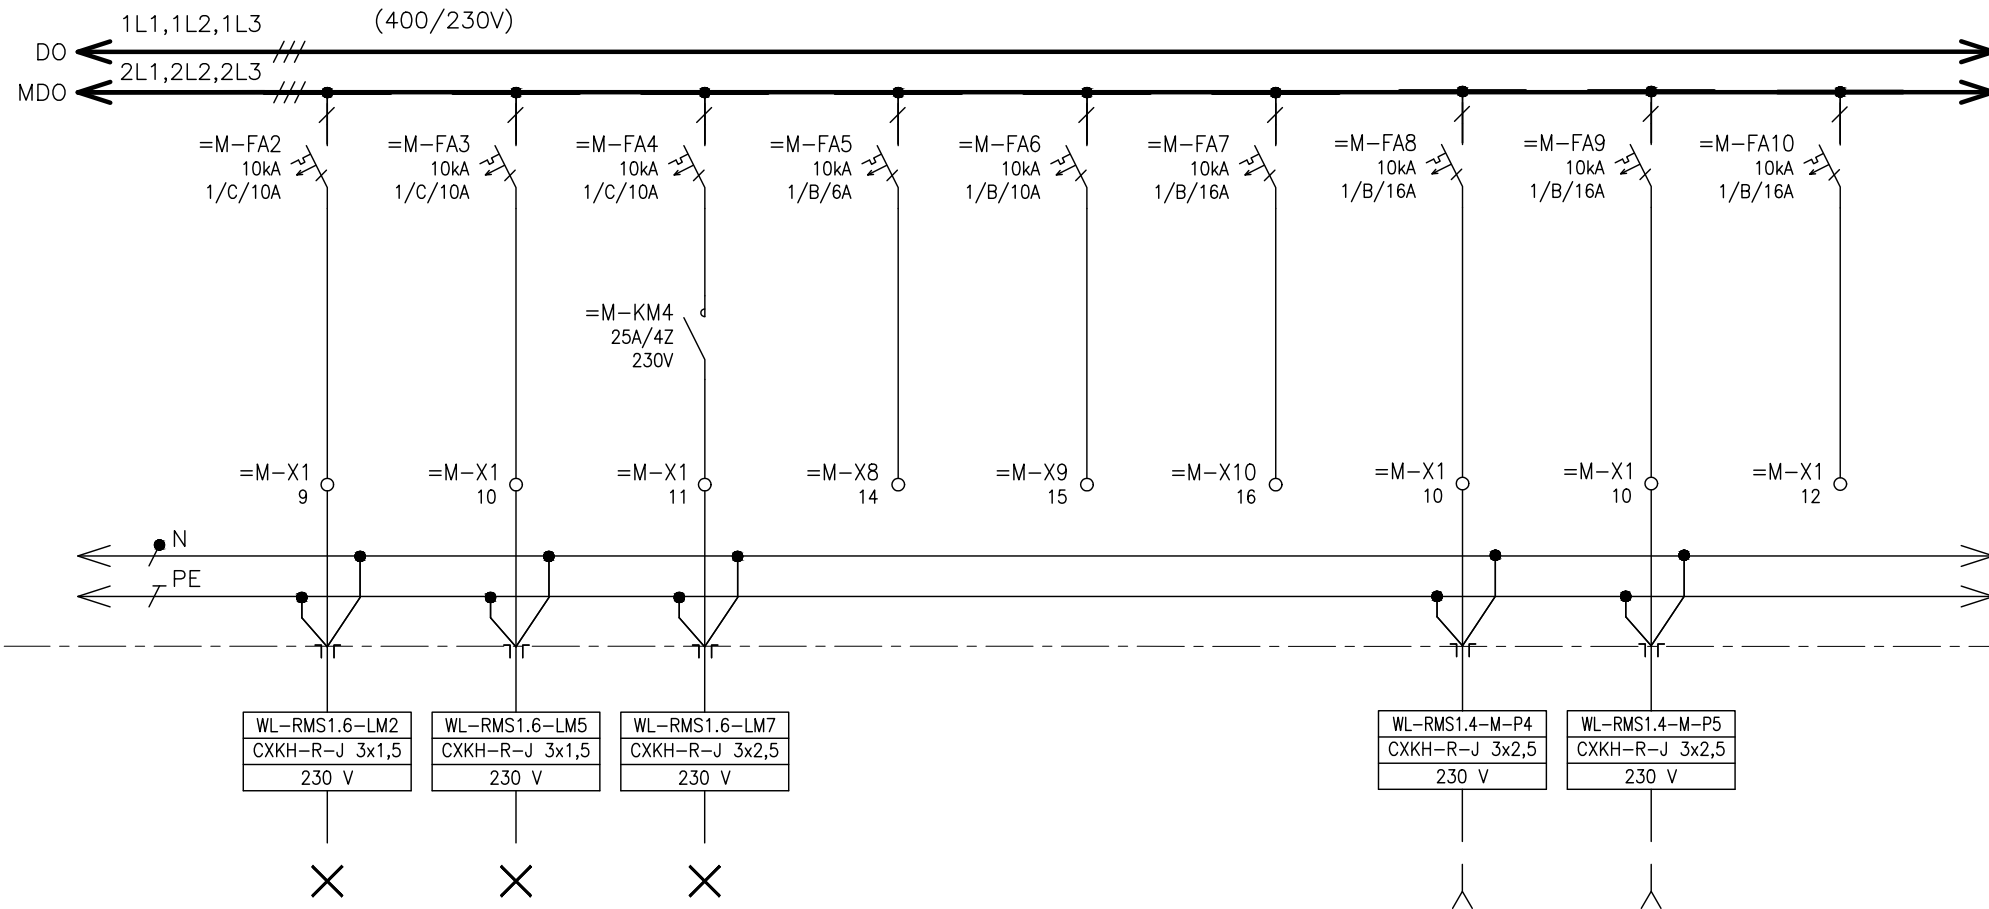 1L1,1L2,1L3
(400/230V)
DO
2L1,2L2,2L3
MDO
=M-FA2
10kA
1/C/10A
=M-FA3
10kA
1/C/10A
=M-FA4
10kA
1/C/10A
=M-FA5
10kA
1/B/6A
=M-FA6
10kA
1/B/10A
=M-FA7
10kA
1/B/16A
=M-FA8
10kA
1/B/16A
=M-FA9
10kA
1/B/16A
=M-FA10
10kA
1/B/16A
=M-KM4
25A/4Z
230V
=M-X1
9
=M-X1
10
=M-X1
11
=M-X8
14
=M-X9
15
=M-X10
16
=M-X1
10
=M-X1
10
=M-X1
12
N
PE
WL-RMS1.6-LM2
CXKH-R-J 3x1,5
230 V
WL-RMS1.6-LM5
CXKH-R-J 3x1,5
230 V
WL-RMS1.6-LM7
CXKH-R-J 3x2,5
230 V
WL-RMS1.4-M-P4
CXKH-R-J 3x2,5
230 V
WL-RMS1.4-M-P5
CXKH-R-J 3x2,5
230 V